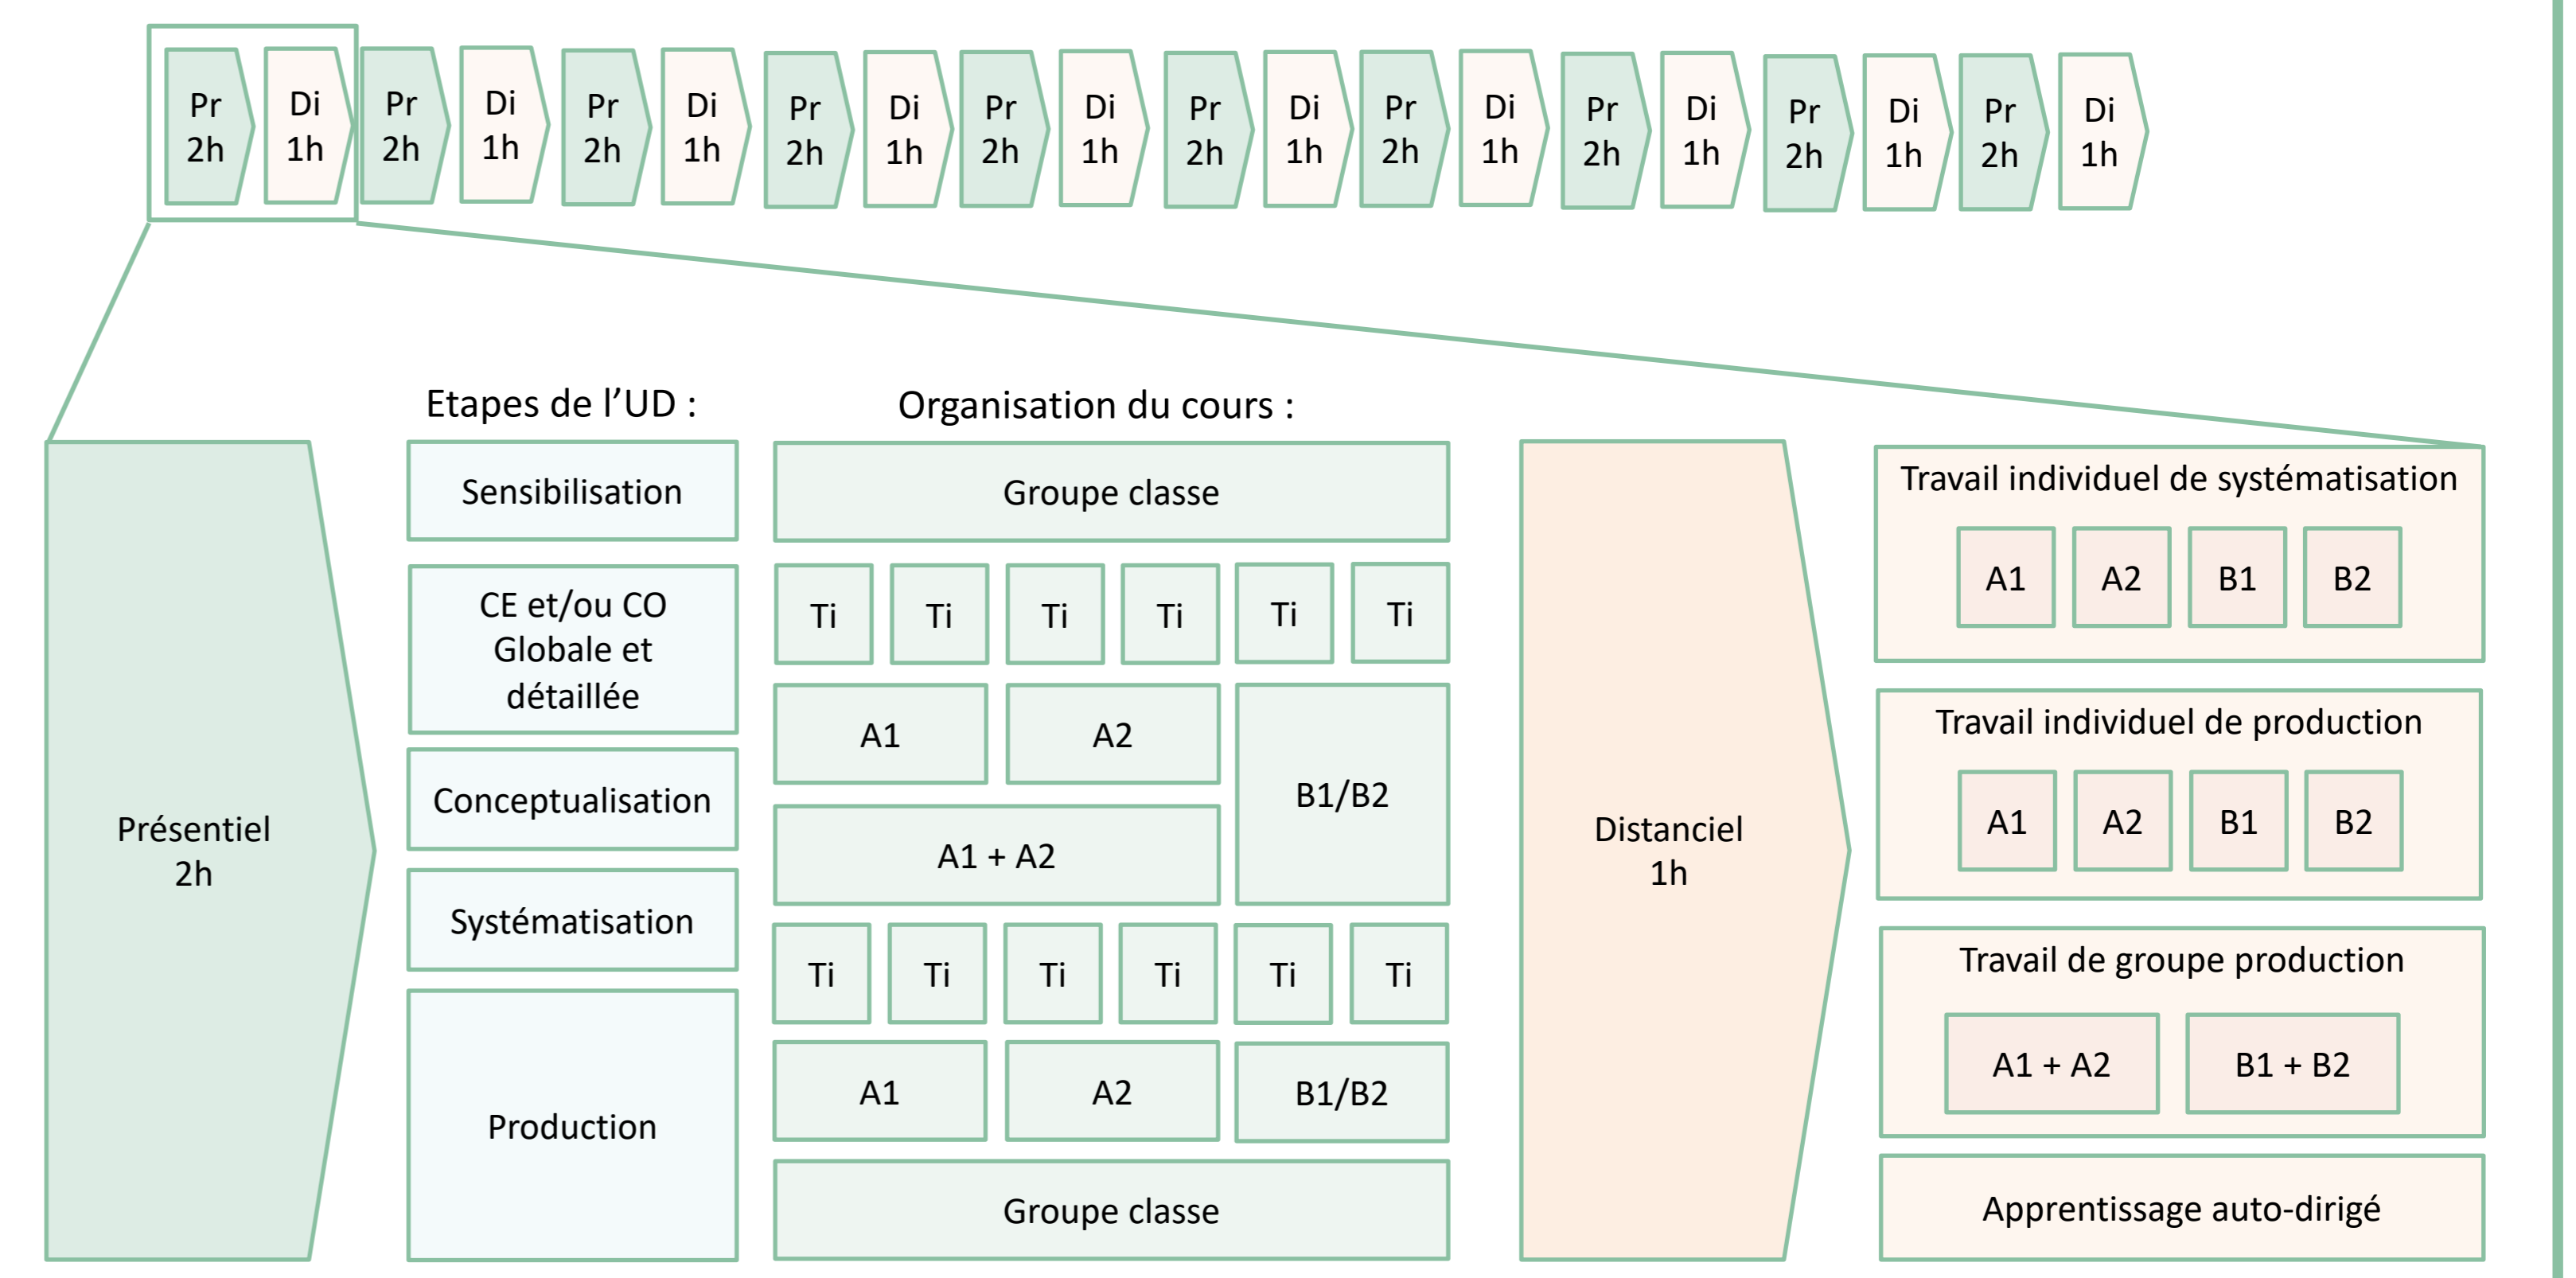 Pr
2h
Di
1h
Pr
2h
Di
1h
Pr
2h
Di
1h
Pr
2h
Di
1h
Pr
2h
Di
1h
Pr
2h
Di
1h
Pr
2h
Di
1h
Pr
2h
Di
1h
Pr
2h
Di
1h
Pr
2h
Di
1h
Présentiel
2h
Etapes de l’UD :
Sensibilisation
CE et/ou CO
Globale et
détaillée
Conceptualisation
Systématisation
Production
Organisation du cours :
Groupe classe
Ti Ti Ti Ti Ti Ti
A1 A2
B1/B2
A1 + A2
Ti Ti Ti Ti Ti Ti
A1 A2 B1/B2
Groupe classe
Distanciel
1h
Travail individuel de systématisation
A1 A2 B1 B2
Travail individuel de production
A1 A2 B1 B2
Travail de groupe production
A1 + A2 B1 + B2
Apprentissage auto-dirigé